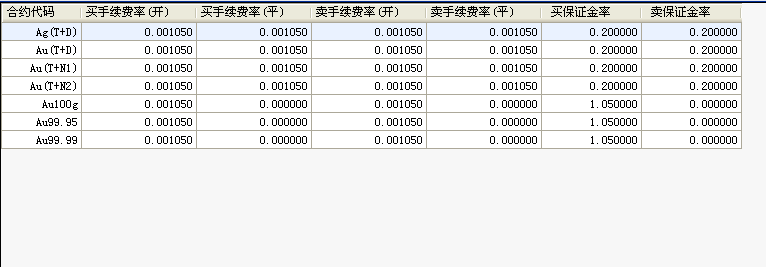 合约代码 买手续费率(开) 买手续费率(平) 卖手续费率(开) 卖手续费率(平) 买保证金率 卖保证金率
Ag(T+D) 0.001050 0.001050 0.001050 0.001050 0.200000 0.200000
Au(T+D) 0.001050 0.001050 0.001050 0.001050 0.200000 0.200000
Au(T+N1) 0.001050 0.001050 0.001050 0.001050 0.200000 0.200000
Au(T+N2) 0.001050 0.001050 0.001050 0.001050 0.200000 0.200000
Au100g 0.001050 0.000000 0.001050 0.000000 1.050000 0.000000
Au99.95 0.001050 0.000000 0.001050 0.000000 1.050000 0.000000
Au99.99 0.001050 0.000000 0.001050 0.000000 1.050000 0.000000